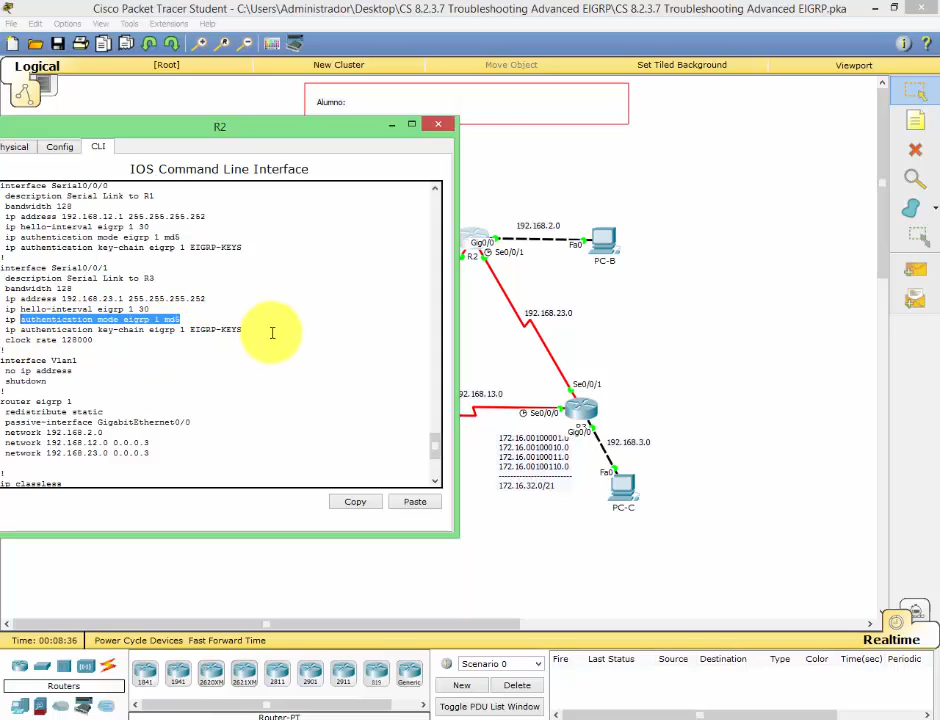 Cisco Packet Tracer Student - C:\Users\Administrador\Desktop\CS 8.2.3.7 Troubleshooting Advanced EIGRP\CS 8.2.3.7 Troubleshooting Advanced EIGRP.pka
File Edit Options View Tools Extensions Help
Logical [Root] New Cluster Move Object Set Tiled Background Viewport
Alumno:
R2
hysical Config CLI
IOS Command Line Interface
interface Serial0/0/0
description Serial Link to R1
bandwidth 128
ip address 192.168.12.1 255.255.255.252
ip hello-interval eigrp 1 30
ip authentication mode eigrp 1 md5
ip authentication key-chain eigrp 1 EIGRP-KEYS
!
interface Serial0/0/1
description Serial Link to R3
bandwidth 128
ip address 192.168.23.1 255.255.255.252
ip hello-interval eigrp 1 30
ip authentication mode eigrp 1 md5
ip authentication key-chain eigrp 1 EIGRP-KEYS
clock rate 128000
!
interface Vlan1
no ip address
shutdown
!
router eigrp 1
redistribute static
passive-interface GigabitEthernet0/0
network 192.168.2.0
network 192.168.12.0 0.0.0.3
network 192.168.23.0 0.0.0.3
!
ip classless
Copy Paste
192.168.2.0
Gig0/0
Fa0
R2
Se0/0/1
PC-B
192.168.23.0
Se0/0/1
92.168.13.0
Se0/0/0
R3
Gig0/0
172.16.00100001.0
172.16.00100010.0
172.16.00100011.0
172.16.00100110.0
------------------------
172.16.32.0/21
192.168.3.0
Fa0
PC-C
Time: 00:08:36 Power Cycle Devices Fast Forward Time Realtime
Routers
1841 1941 2620XM 2621XM 2811 2901 2911 819 Generic
Router-PT
Scenario 0
New Delete
Toggle PDU List Window
Fire Last Status Source Destination Type Color Time(sec) Periodic